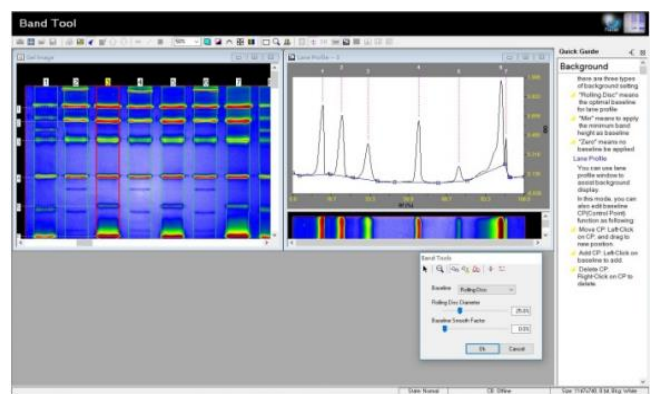 Band Tool
Gel Image
Lane Profile - 3
Quick Guide
Background
there are three types
of background setting
"Rolling Disc" means
the optimal baseline
for lane profile
"Min" means to apply
the minimum band
height as baseline
"Zero" means no
baseline be applied
Lane Profile
You can use lane
profile window to
assist background
display.
In this mode, you can
also edit baseline
CP(Control Point)
function as following:
Move CP: Left-Click
on CP, and drag to
new position.
Add CP: Left-Click on
baseline to add.
Delete CP:
Right-Click on CP to
delete.
Band Tools
Baseline Rolling Disc
Rolling Disc Diameter
Baseline Smooth Factor
Ok Cancel
State: Normal